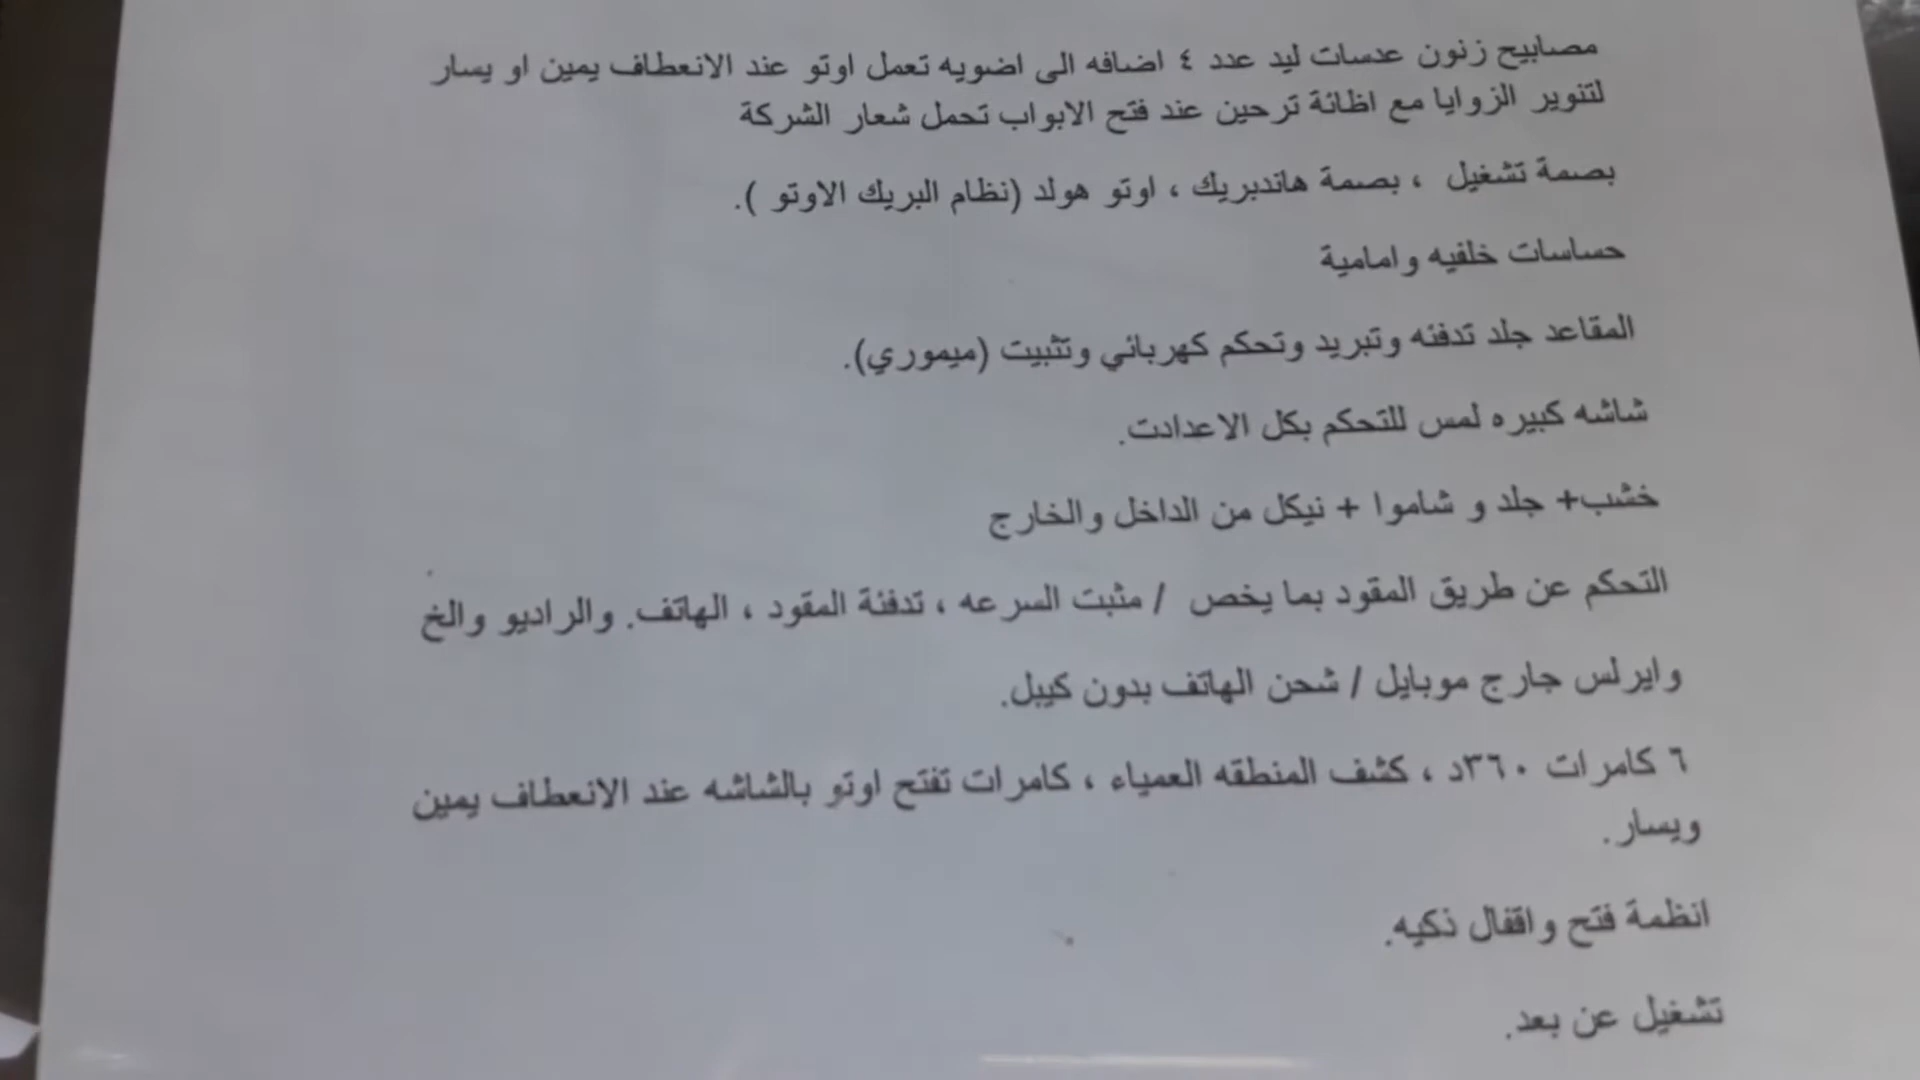 مصابيح زنون عدسات ليد عدد ٤ اضافه الى اضويه تعمل اوتو عند الانعطاف يمين او يسار
لتنوير الزوايا مع اظائة ترحين عند فتح الابواب تحمل شعار الشركة
بصمة تشغيل ، بصمة هاندبريك ، اوتو هولد (نظام البريك الاوتو ).
حساسات خلفيه وامامية
المقاعد جلد تدفئه وتبريد وتحكم كهربائي وتثبيت (ميموري).
شاشه كبيره لمس للتحكم بكل الاعدادت.
خشب+ جلد و شاموا + نيكل من الداخل والخارج
التحكم عن طريق المقود بما يخص / مثبت السرعه ، تدفئة المقود ، الهاتف. والراديو والخ
وايرلس جارج موبايل / شحن الهاتف بدون كيبل.
٦ كامرات ٣٦٠د ، كشف المنطقه العمياء ، كامرات تفتح اوتو بالشاشه عند الانعطاف يمين
ويسار.
انظمة فتح واقفال ذكيه.
تشغيل عن بعد.